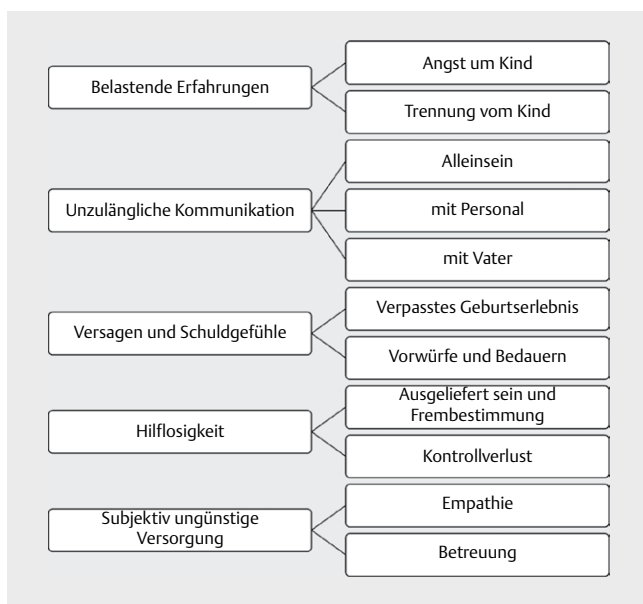 Belastende Erfahrungen
Angst um Kind
Trennung vom Kind
Unzulängliche Kommunikation
Alleinsein
mit Personal
mit Vater
Versagen und Schuldgefühle
Verpasstes Geburtserlebnis
Vorwürfe und Bedauern
Hilflosigkeit
Ausgeliefert sein und
Frembestimmung
Kontrollverlust
Subjektiv ungünstige
Versorgung
Empathie
Betreuung